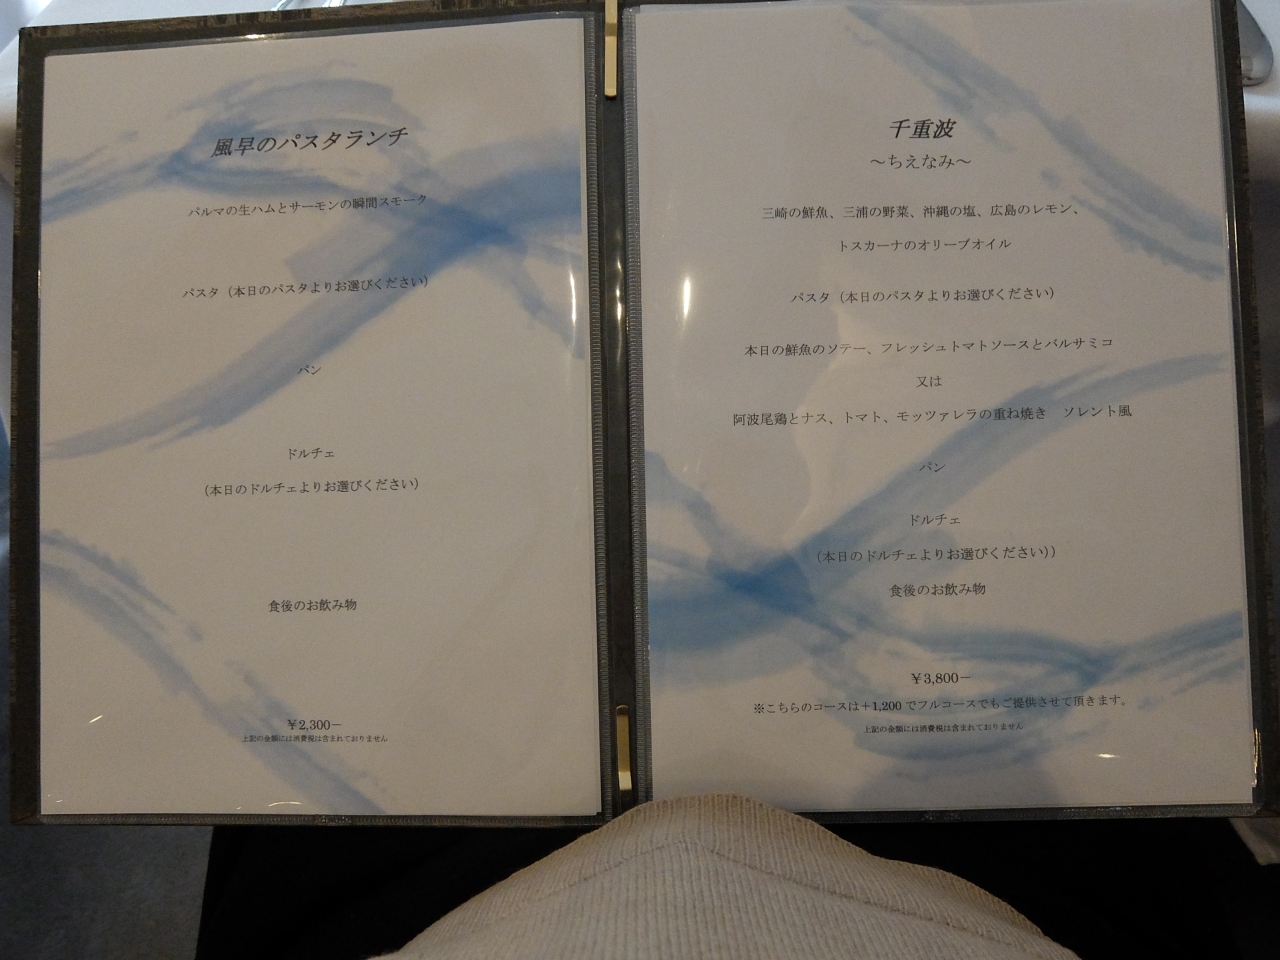 風早のパスタランチ
パルマの生ハムとサーモンの瞬間スモーク
パスタ（本日のパスタよりお選びください）
パン
ドルチェ
（本日のドルチェよりお選びください）
食後のお飲み物
￥2,300－
上記の金額には消費税は含まれておりません
千重波
～ちえなみ～
三崎の鮮魚、三浦の野菜、沖縄の塩、広島のレモン、
トスカーナのオリーブオイル
パスタ（本日のパスタよりお選びください）
本日の鮮魚のソテー、フレッシュトマトソースとバルサミコ
又は
阿波尾鶏とナス、トマト、モッツァレラの重ね焼き　ソレント風
パン
ドルチェ
（本日のドルチェよりお選びください））
食後のお飲み物
￥3,800－
※こちらのコースは＋1,200 でフルコースでもご提供させて頂きます。
上記の金額には消費税は含まれておりません